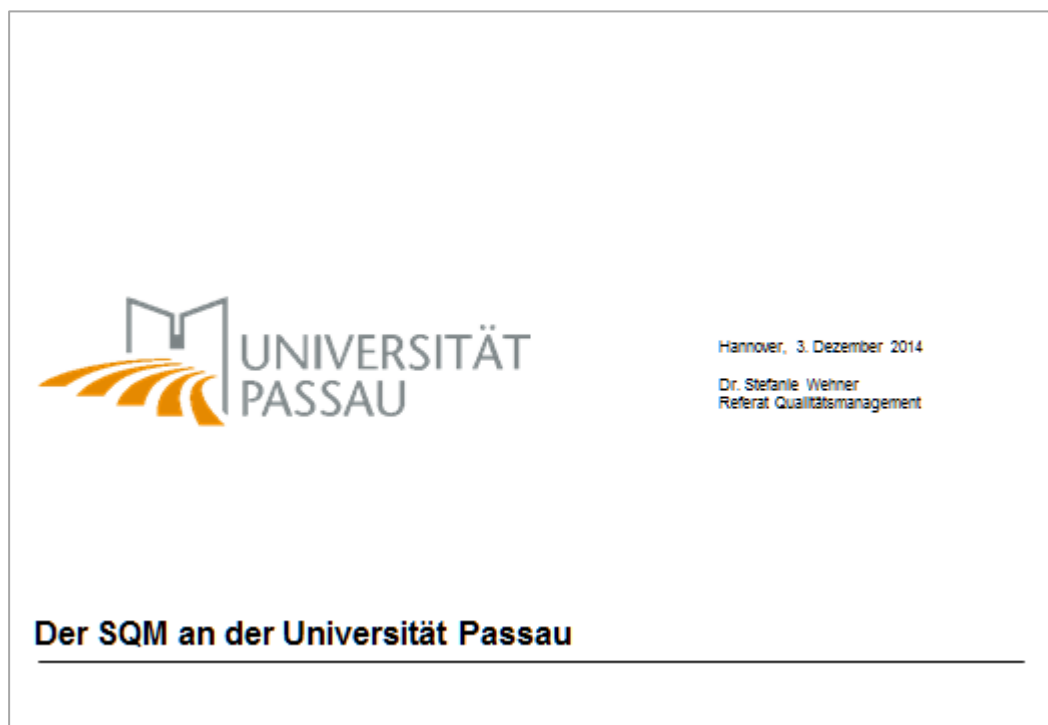 UNIVERSITÄT
PASSAU
Hannover, 3. Dezember 2014
Dr. Stefanie Wehner
Referat Qualitätsmanagement
Der SQM an der Universität Passau